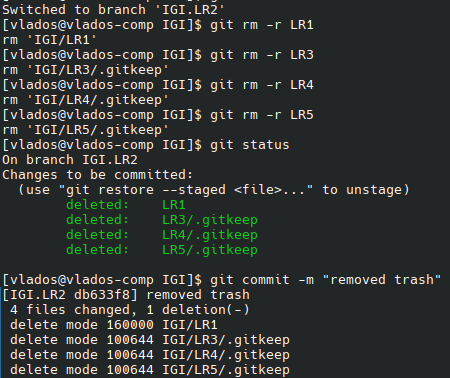 Switched to branch 'IGI.LR2'
[vlados@vlados-comp IGI]$ git rm -r LR1
rm 'IGI/LR1'
[vlados@vlados-comp IGI]$ git rm -r LR3
rm 'IGI/LR3/.gitkeep'
[vlados@vlados-comp IGI]$ git rm -r LR4
rm 'IGI/LR4/.gitkeep'
[vlados@vlados-comp IGI]$ git rm -r LR5
rm 'IGI/LR5/.gitkeep'
[vlados@vlados-comp IGI]$ git status
On branch IGI.LR2
Changes to be committed:
  (use "git restore --staged <file>..." to unstage)
        deleted:    LR1
        deleted:    LR3/.gitkeep
        deleted:    LR4/.gitkeep
        deleted:    LR5/.gitkeep

[vlados@vlados-comp IGI]$ git commit -m "removed trash"
[IGI.LR2 db633f8] removed trash
 4 files changed, 1 deletion(-)
 delete mode 160000 IGI/LR1
 delete mode 100644 IGI/LR3/.gitkeep
 delete mode 100644 IGI/LR4/.gitkeep
 delete mode 100644 IGI/LR5/.gitkeep